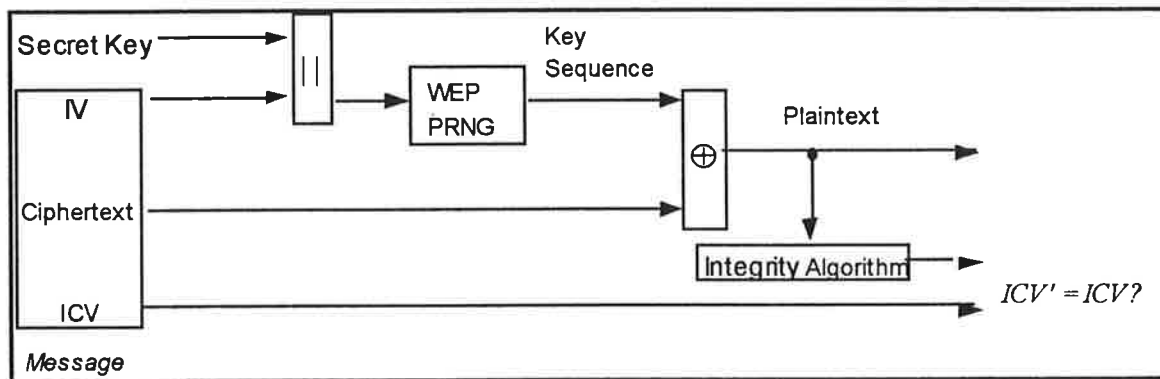 Secret Key
||
Key
Sequence
IV
WEP
PRNG
Plaintext
⊕
Ciphertext
Integrity Algorithm
ICV
ICV' = ICV?
Message